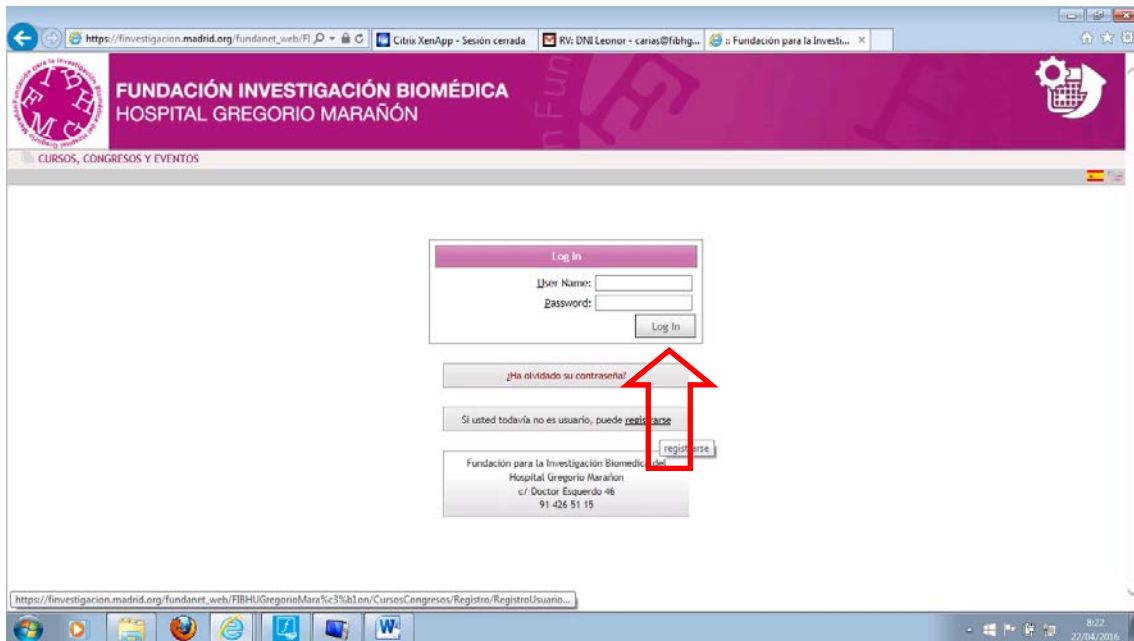 https://finvestigacion.madrid.org/fundanet_web/FI
Citrix XenApp - Sesión cerrada
RV: DNI Leonor - carias@fibhg...
:: Fundación para la Investi...
FUNDACIÓN INVESTIGACIÓN BIOMÉDICA
HOSPITAL GREGORIO MARAÑÓN
CURSOS, CONGRESOS Y EVENTOS
Log In
User Name:
Password:
Log In
¿Ha olvidado su contraseña?
Si usted todavía no es usuario, puede registrarse
registrarse
Fundación para la Investigación Biomedica del
Hospital Gregorio Marañon
c/ Doctor Esquerdo 46
91 426 51 15
https://finvestigacion.madrid.org/fundanet_web/FIBHUGregorioMara%c3%b1on/CursosCongresos/Registro/RegistroUsuario...
8:22
22/04/2016